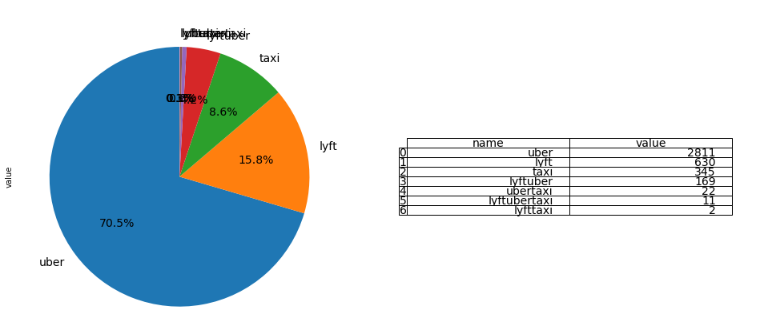 lyftuber
taxi
8.6%
lyft
15.8%
value
70.5%
uber
name value
0 uber 2811
1 lyft 630
2 taxi 345
3 lyftuber 169
4 ubertaxi 22
5 lyftubertaxi 11
6 lyfttaxi 2